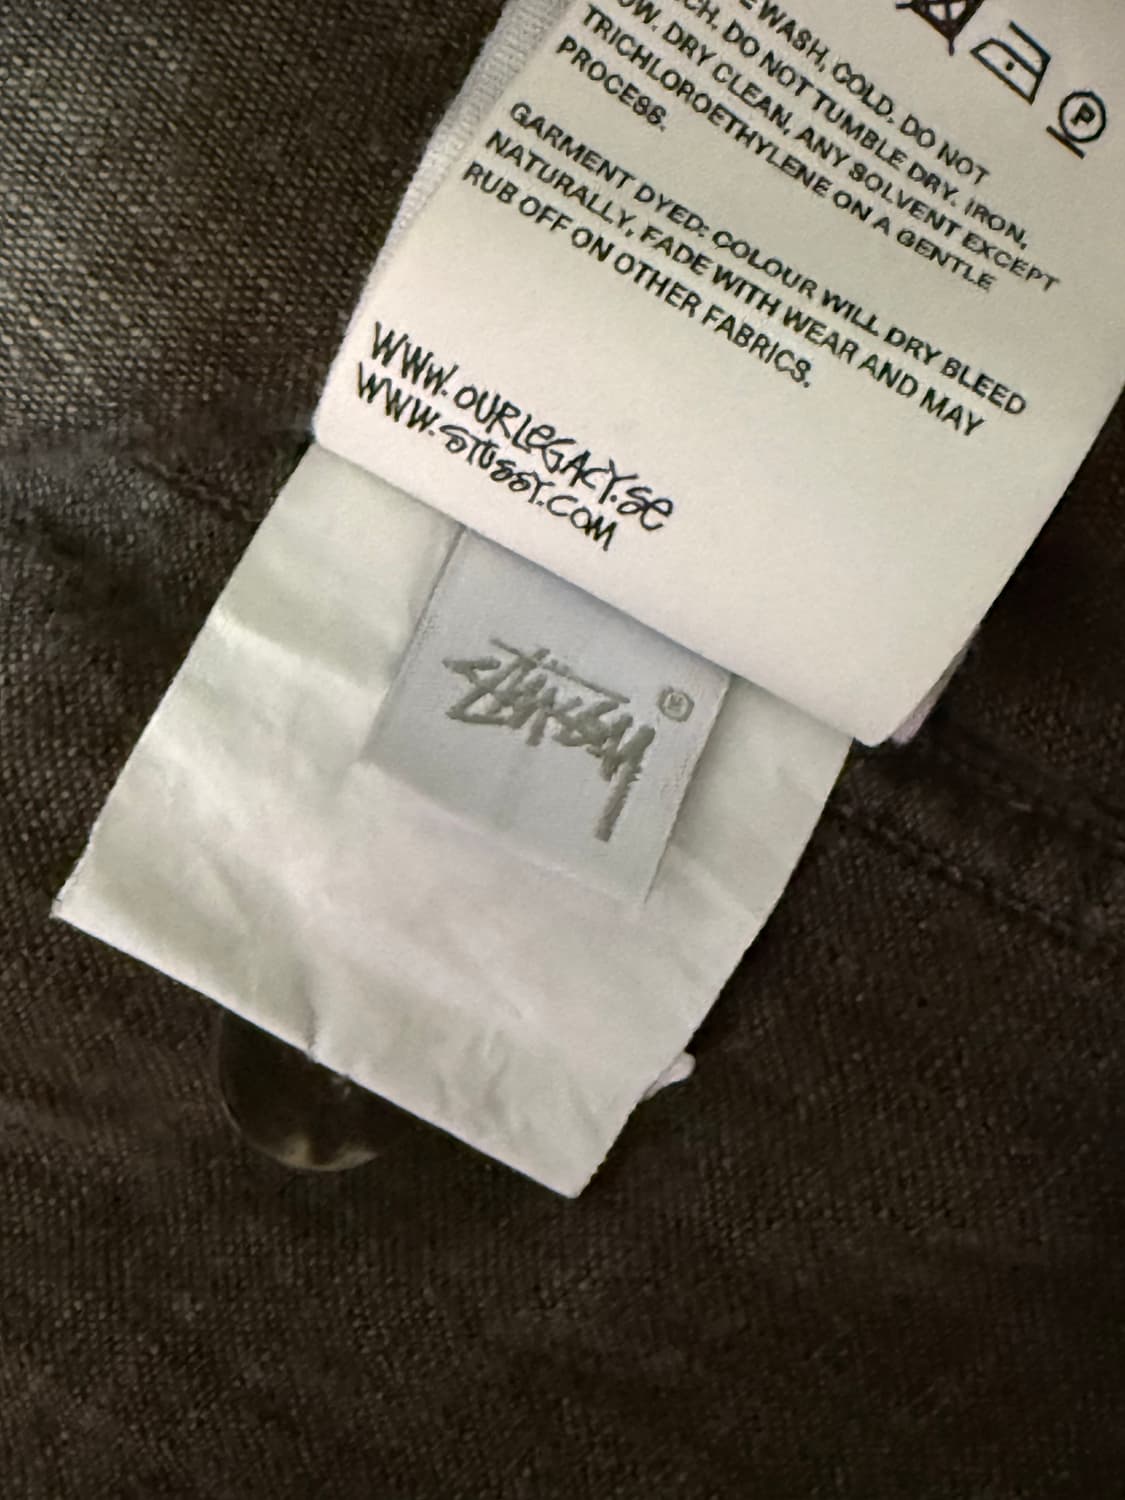 WASH, COLD. DO NOT
DO NOT TUMBLE DRY. IRON,
DRY CLEAN, ANY SOLVENT EXCEPT
TRICHLOROETHYLENE ON A GENTLE
PROCESS.
GARMENT DYED: COLOUR WILL DRY BLEED
NATURALLY, FADE WITH WEAR AND MAY
RUB OFF ON OTHER FABRICS.
WWW.OURLEGACY.SE
WWW.STUSSY.COM
P
Stüssy ®